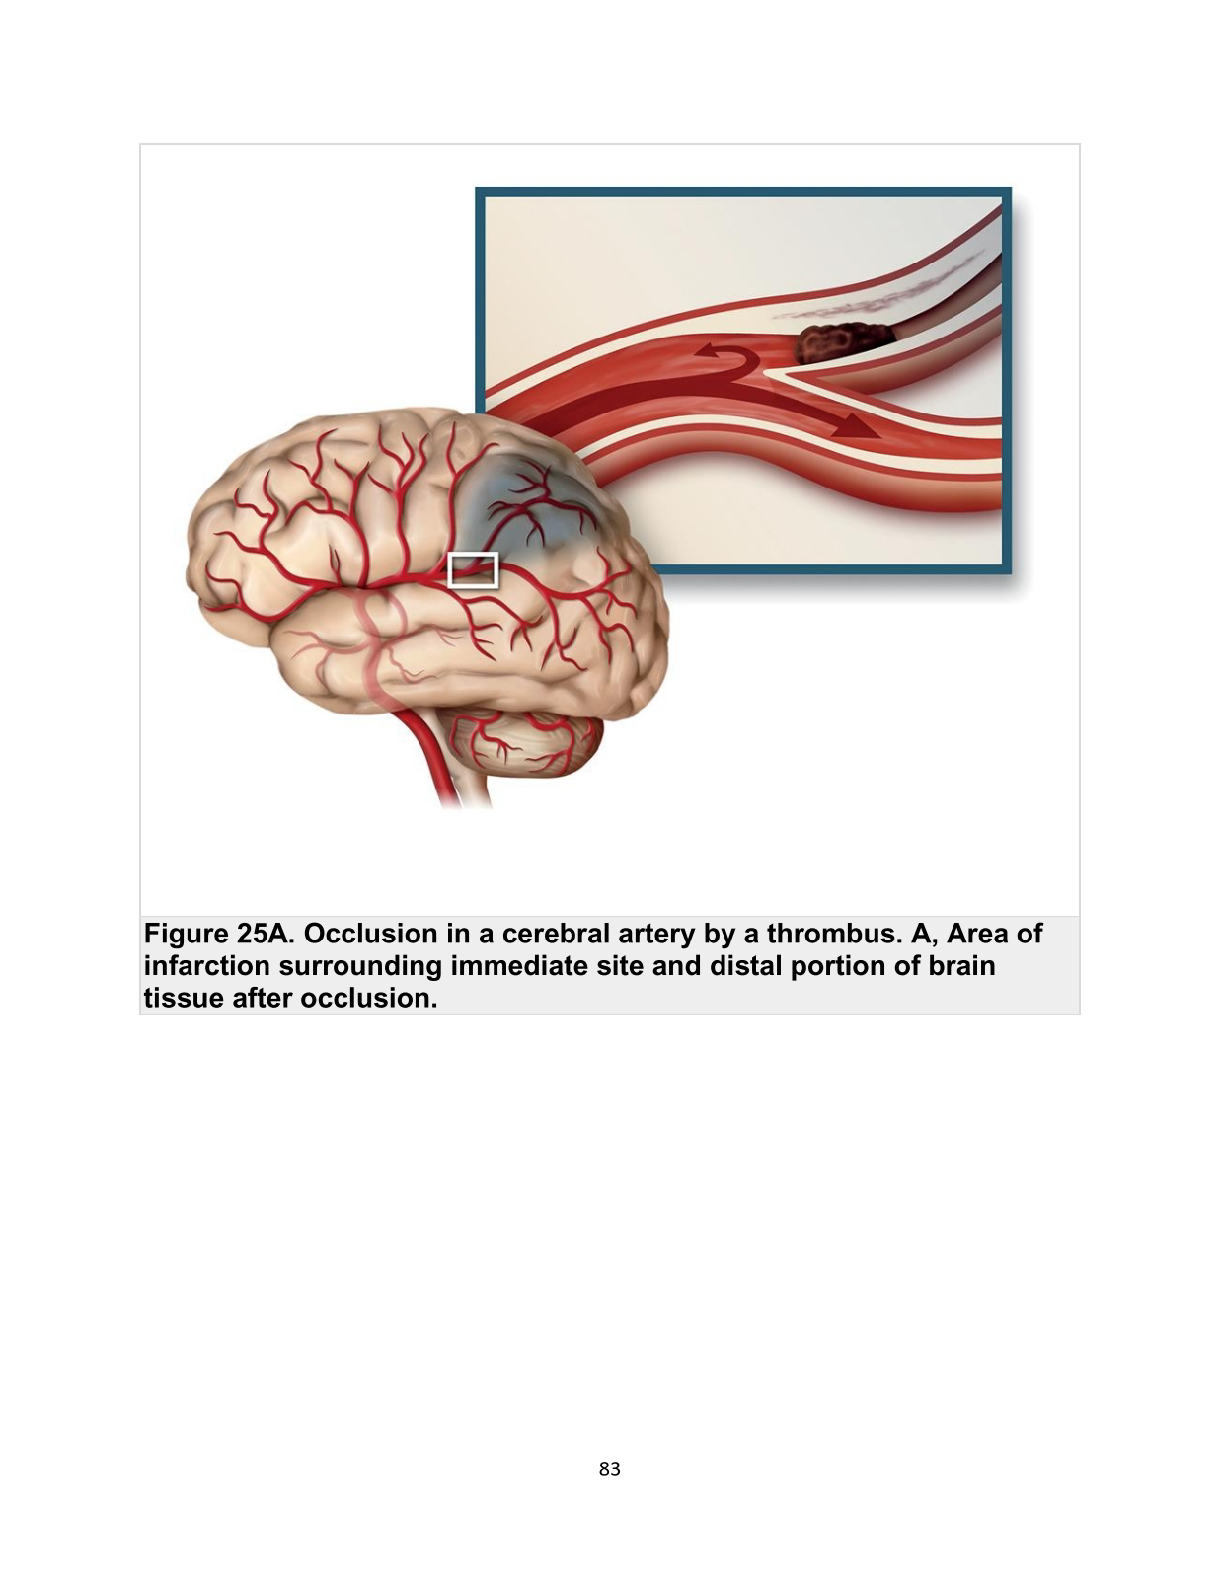 Figure 25A. Occlusion in a cerebral artery by a thrombus. A, Area of
infarction surrounding immediate site and distal portion of brain
tissue after occlusion.
83